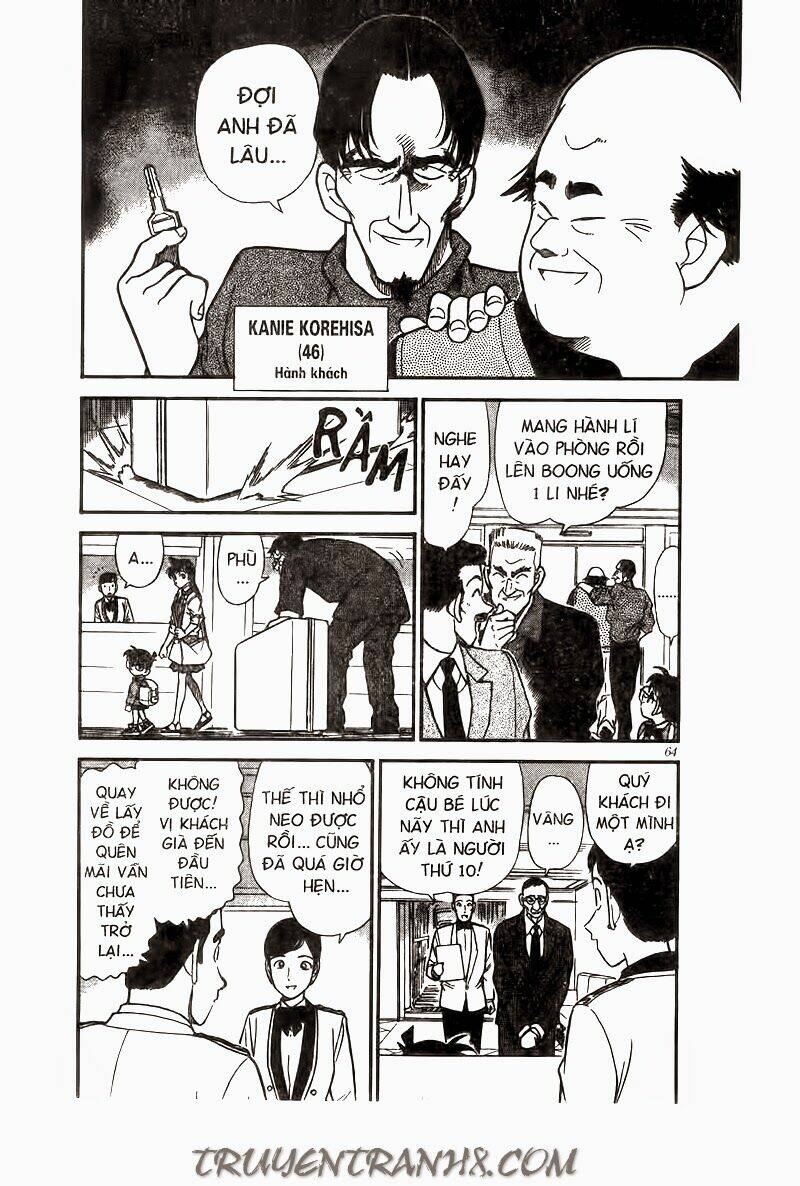 ĐỢI
ANH ĐÃ
LÂU...
KANIE KOREHISA
(46)
Hành khách
RẦM
MANG HÀNH LÍ
VÀO PHÒNG RỒI
LÊN BOONG UỐNG
1 LI NHÉ?
NGHE
HAY
ĐẤY
!
.......
PHÙ
...
A...
64
QUÝ
KHÁCH ĐI
MỘT MÌNH
Ạ?
VÂNG
...
KHÔNG TÍNH
CẬU BÉ LÚC
NÃY THÌ ANH
ẤY LÀ NGƯỜI
THỨ 10!
THẾ THÌ NHỔ
NEO ĐƯỢC
RỒI... CŨNG
ĐÃ QUÁ GIỜ
HẸN...
KHÔNG
ĐƯỢC!
VỊ KHÁCH
GIÀ ĐẾN
ĐẦU
TIÊN...
QUAY
VỀ LẤY
ĐỒ ĐỂ
QUÊN
MÃI VẪN
CHƯA
THẤY
TRỞ
LẠI...
TRUYENTRANH8.COM